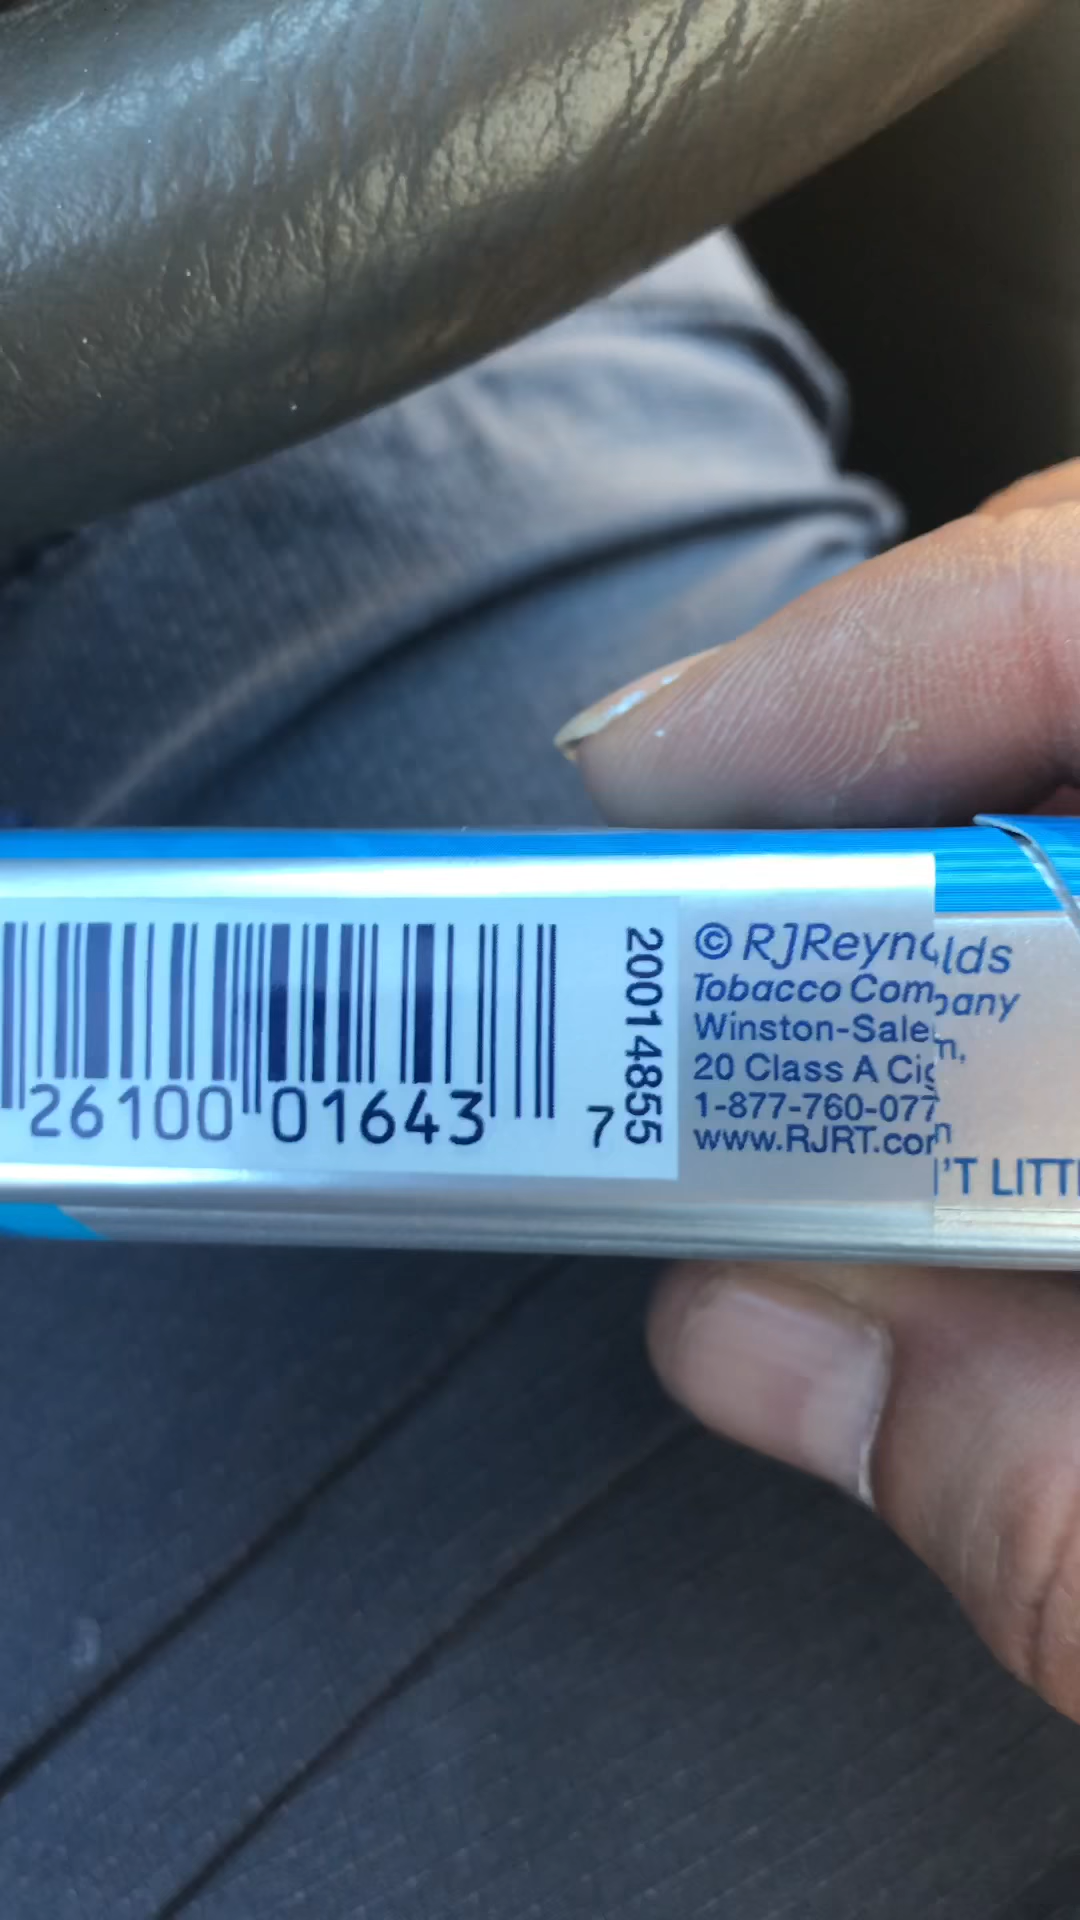 26100 01643 7
20014855
© RJReynolds
Tobacco Company
Winston-Salem,
20 Class A Cig
1-877-760-077
www.RJRT.com
'T LITT